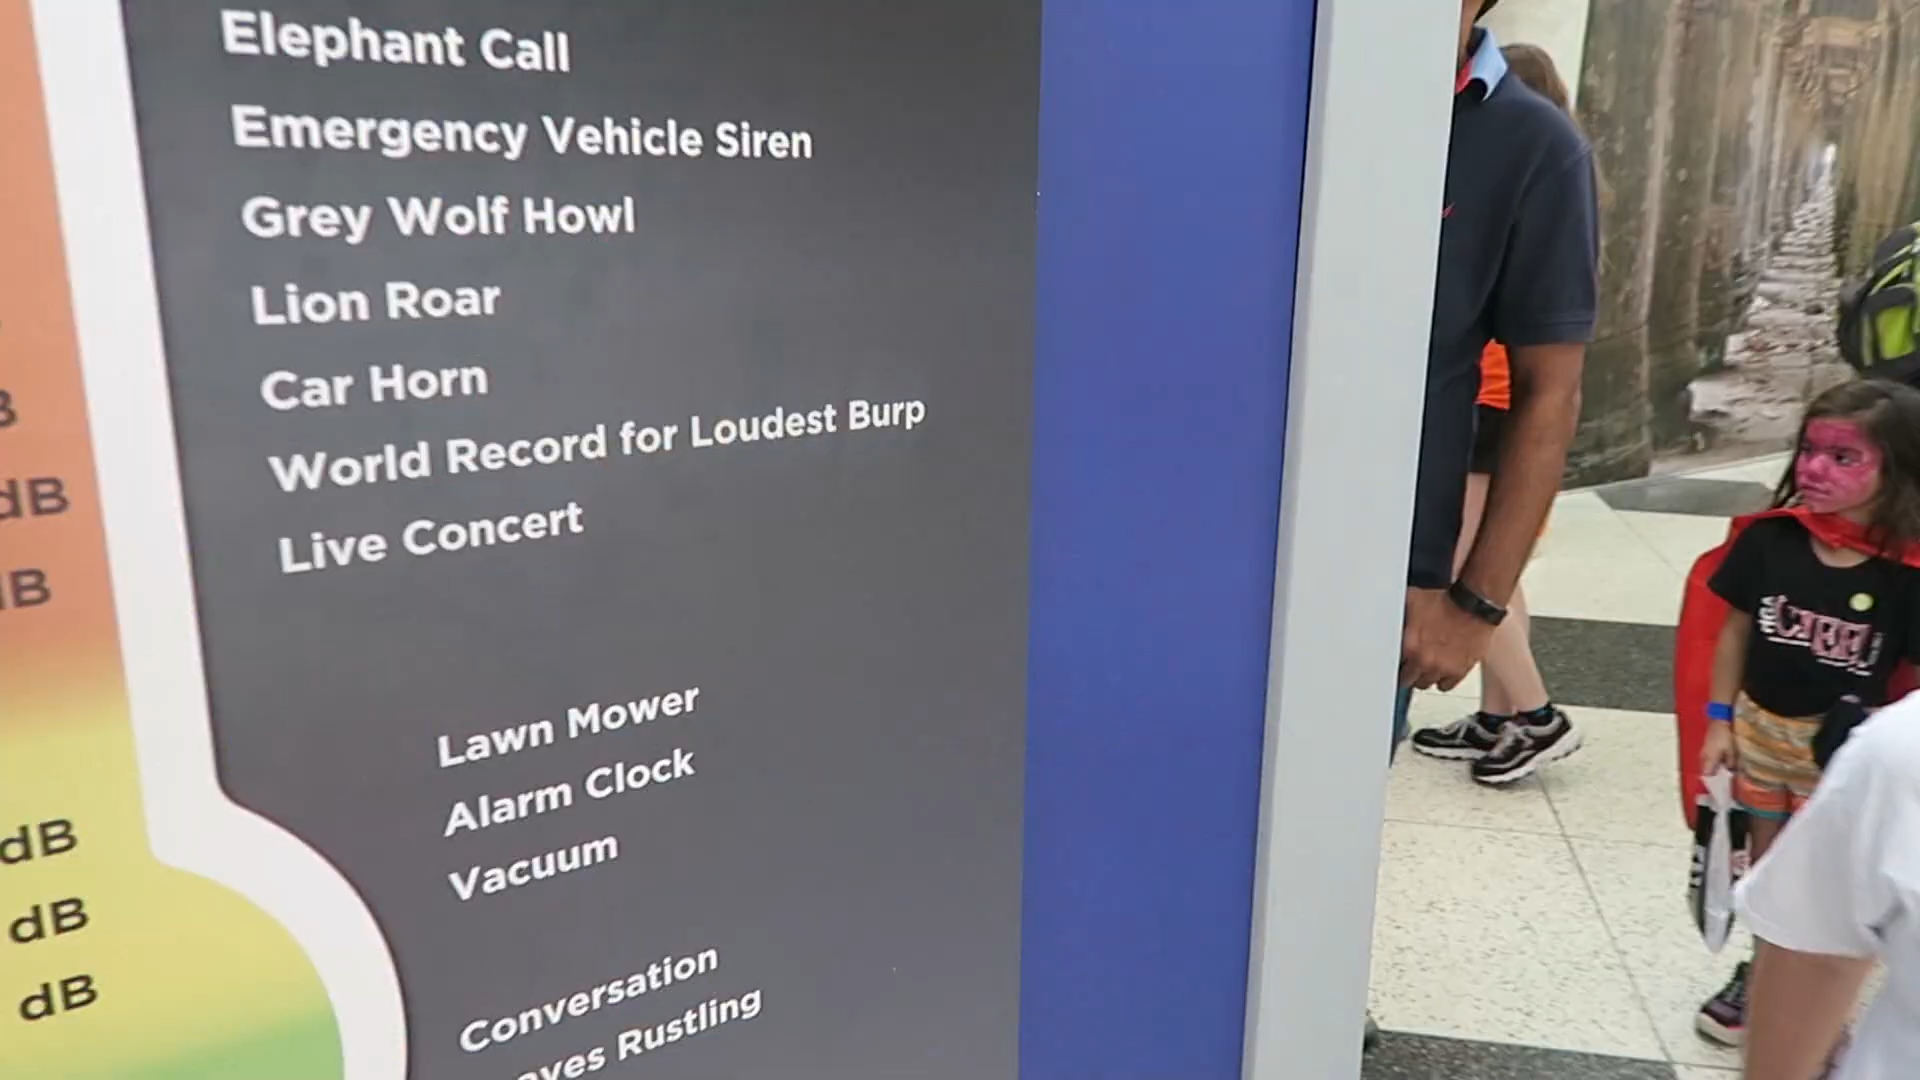 Elephant Call
Emergency Vehicle Siren
Grey Wolf Howl
Lion Roar
Car Horn
World Record for Loudest Burp
dB
Live Concert
Lawn Mower
dB
Alarm Clock
dB
Vacuum
dB
Conversation
Rustling